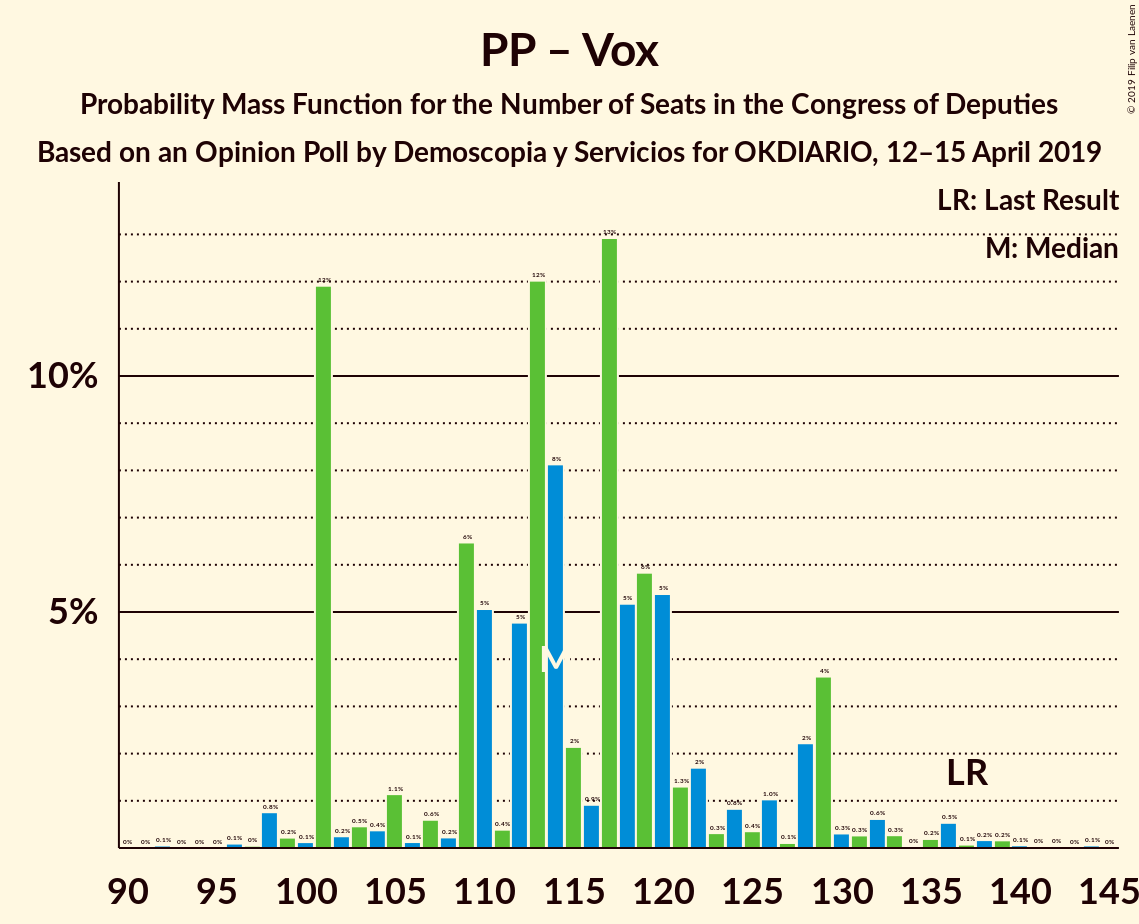 PP – Vox
Probability Mass Function for the Number of Seats in the Congress of Deputies
Based on an Opinion Poll by Demoscopia y Servicios for OKDIARIO, 12–15 April 2019
© 2019 Filip van Laenen
LR: Last Result
M: Median
10%
5%
0% 0% 0.1% 0% 0% 0% 0.1% 0% 0.8% 0.2% 0.1% 12% 0.2% 0.5% 0.4% 1.1% 0.1% 0.6% 0.2% 6% 5% 0.4% 5% 12% 8% 2% 0.9% 13% 5% 6% 5% 1.3% 2% 0.3% 0.8% 0.4% 1.0% 0.1% 2% 4% 0.3% 0.3% 0.6% 0.3% 0% 0.2% 0.5% 0.1% 0.2% 0.2% 0.1% 0% 0% 0% 0.1% 0%
M
LR
90 95 100 105 110 115 120 125 130 135 140 145